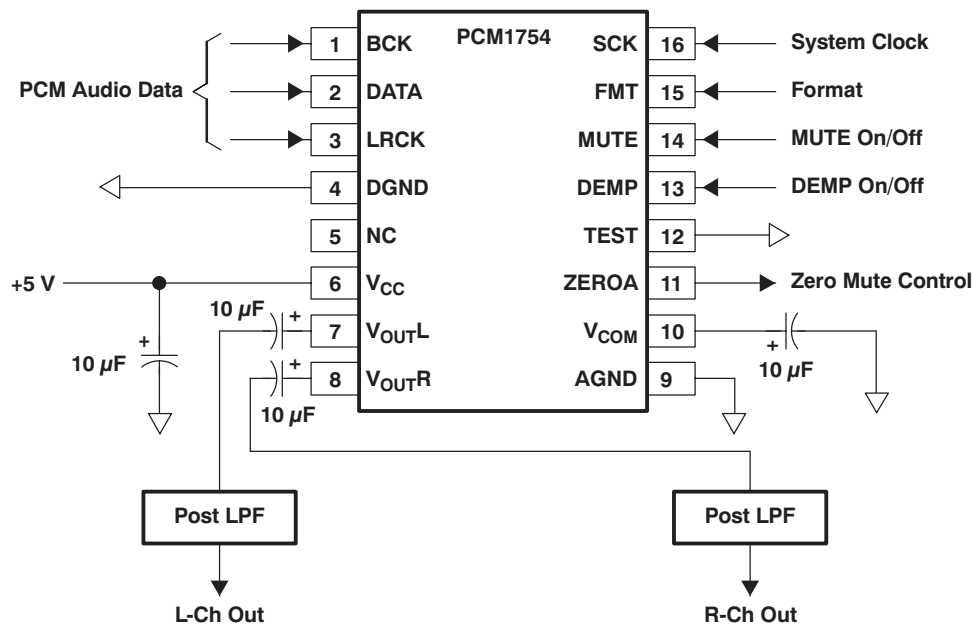 PCM1754
PCM Audio Data
1 BCK
2 DATA
3 LRCK
4 DGND
5 NC
+5 V
6 VCC
10 µF
+
7 VOUTL
+
8 VOUTR
10 µF
+
10 µF
SCK 16 System Clock
FMT 15 Format
MUTE 14 MUTE On/Off
DEMP 13 DEMP On/Off
TEST 12
ZEROA 11 Zero Mute Control
VCOM 10
+
10 µF
AGND 9
Post LPF
Post LPF
L-Ch Out
R-Ch Out